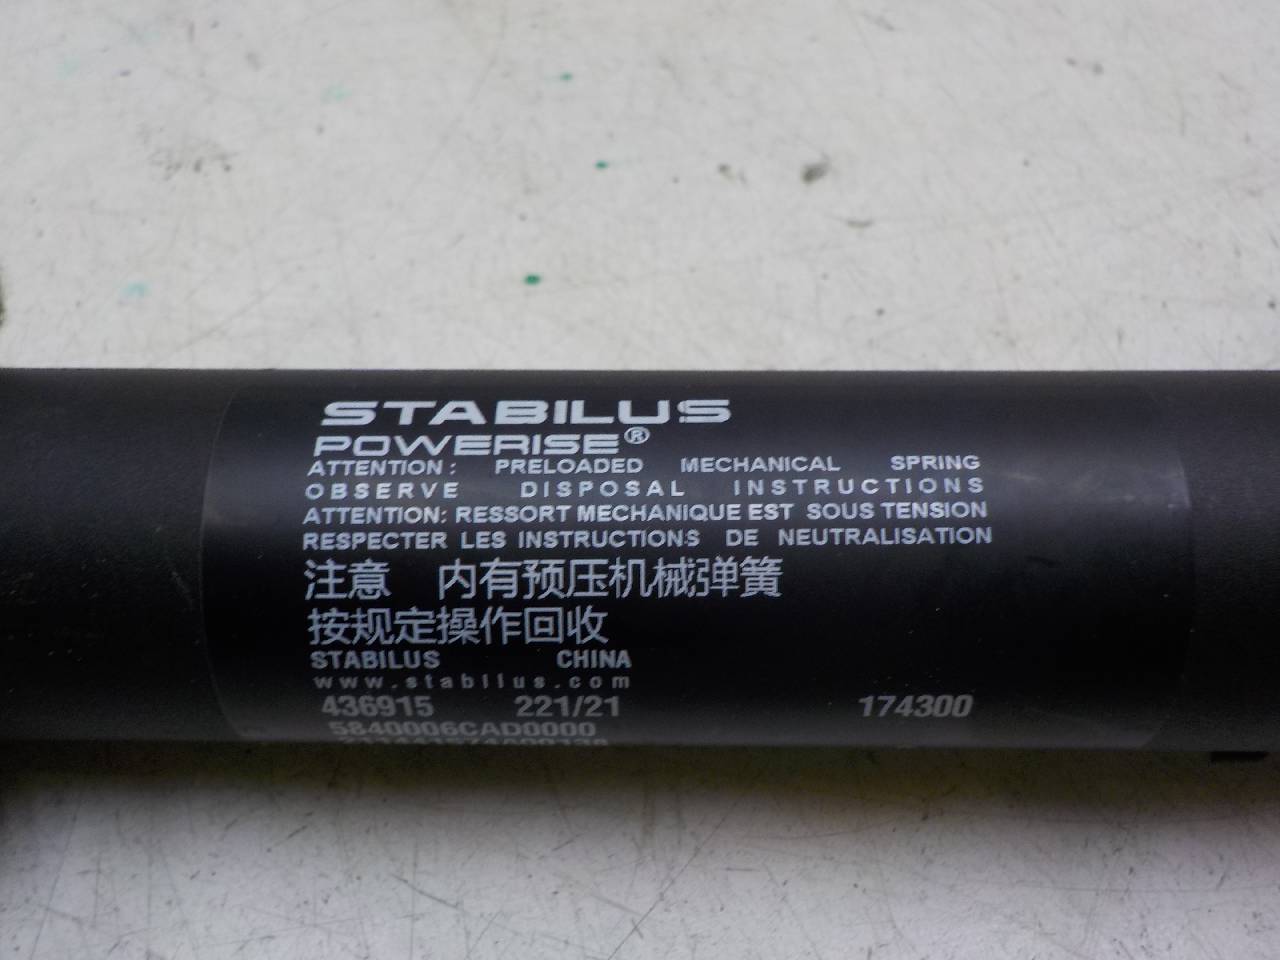 STABILUS
POWERISE®
ATTENTION: PRELOADED MECHANICAL SPRING
OBSERVE DISPOSAL INSTRUCTIONS
ATTENTION: RESSORT MECHANIQUE EST SOUS TENSION
RESPECTER LES INSTRUCTIONS DE NEUTRALISATION
注意 内有预压机械弹簧
按规定操作回收
STABILUS CHINA
www.stabilus.com
436915 221/21 174300
5840006CAD0000